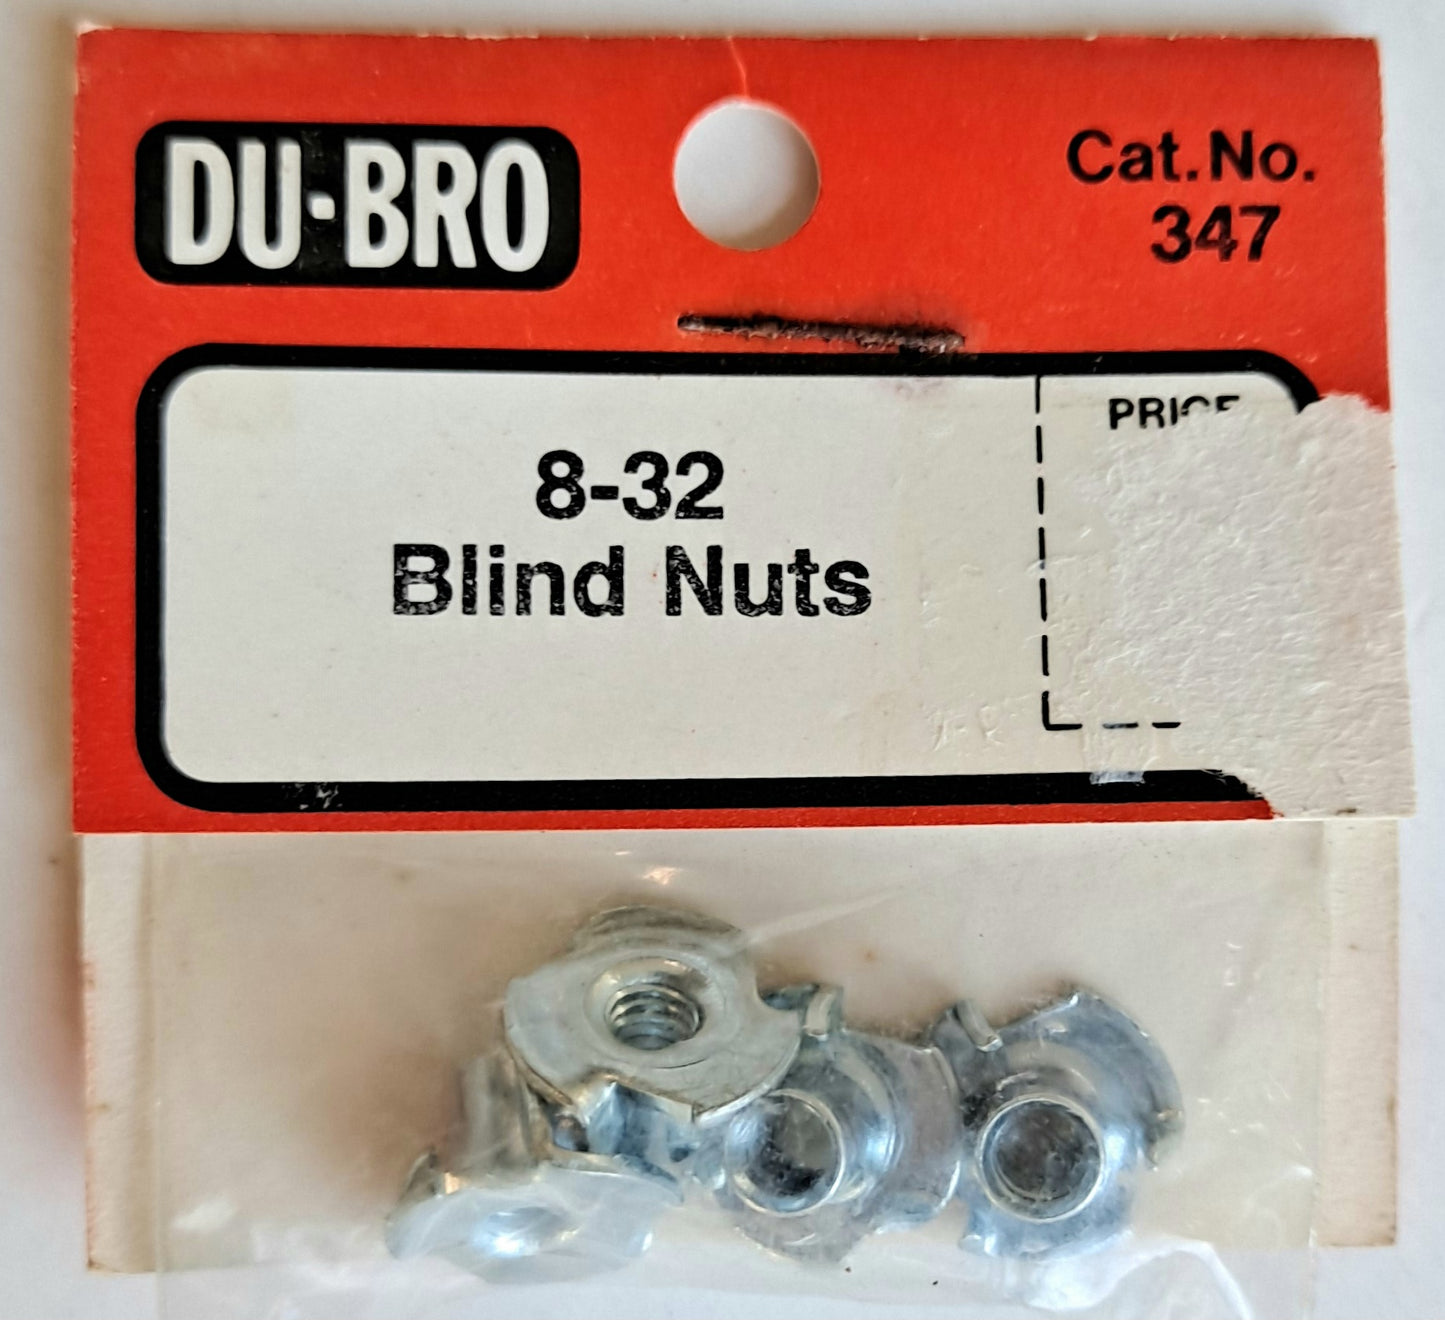 DU·BRO
Cat. No.
347
PRICE
8-32
Blind Nuts